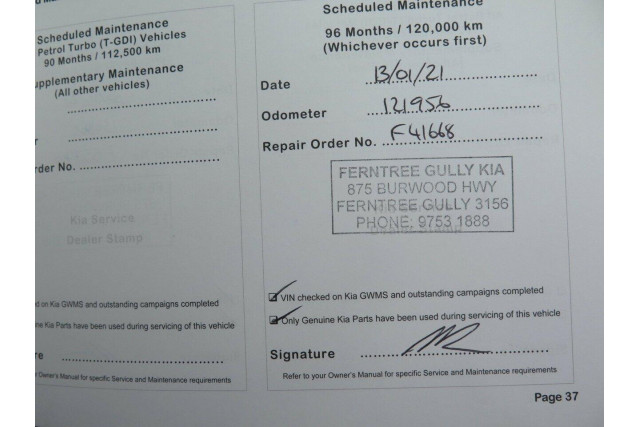 Scheduled Maintenance
Petrol Turbo (T-GDI) Vehicles
90 Months / 112,500 km
Supplementary Maintenance
(All other vehicles)
Order No.
Kia Service
Dealer Stamp
on Kia GWMS and outstanding campaigns completed
Kia Parts have been used during servicing of this vehicle
Owner's Manual for specific Service and Maintenance requirements
Scheduled Maintenance
96 Months / 120,000 km
(Whichever occurs first)
Date 13/01/21
Odometer 121956
Repair Order No. F41668
FERNTREE GULLY KIA
875 BURWOOD HWY
FERNTREE GULLY 3156
PHONE: 9753 1888
VIN checked on Kia GWMS and outstanding campaigns completed
Only Genuine Kia Parts have been used during servicing of this vehicle
Signature
Refer to your Owner's Manual for specific Service and Maintenance requirements
Page 37